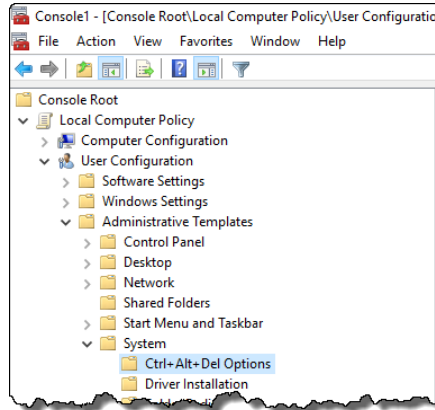 Console1 - [Console Root\Local Computer Policy\User Configuratio
File Action View Favorites Window Help
Console Root
Local Computer Policy
Computer Configuration
User Configuration
Software Settings
Windows Settings
Administrative Templates
Control Panel
Desktop
Network
Shared Folders
Start Menu and Taskbar
System
Ctrl+Alt+Del Options
Driver Installation